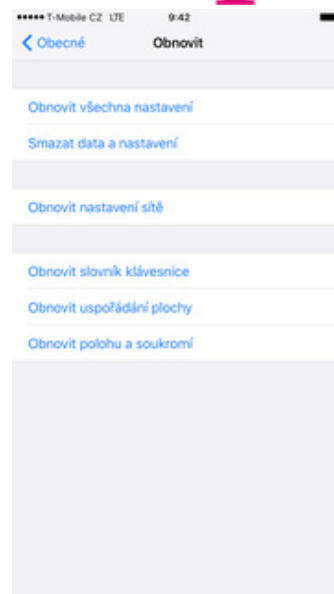 T-Mobile CZ LTE 9:42
Obecné Obnovit
Obnovit všechna nastavení
Smazat data a nastavení
Obnovit nastavení sítě
Obnovit slovník klávesnice
Obnovit uspořádání plochy
Obnovit polohu a soukromí